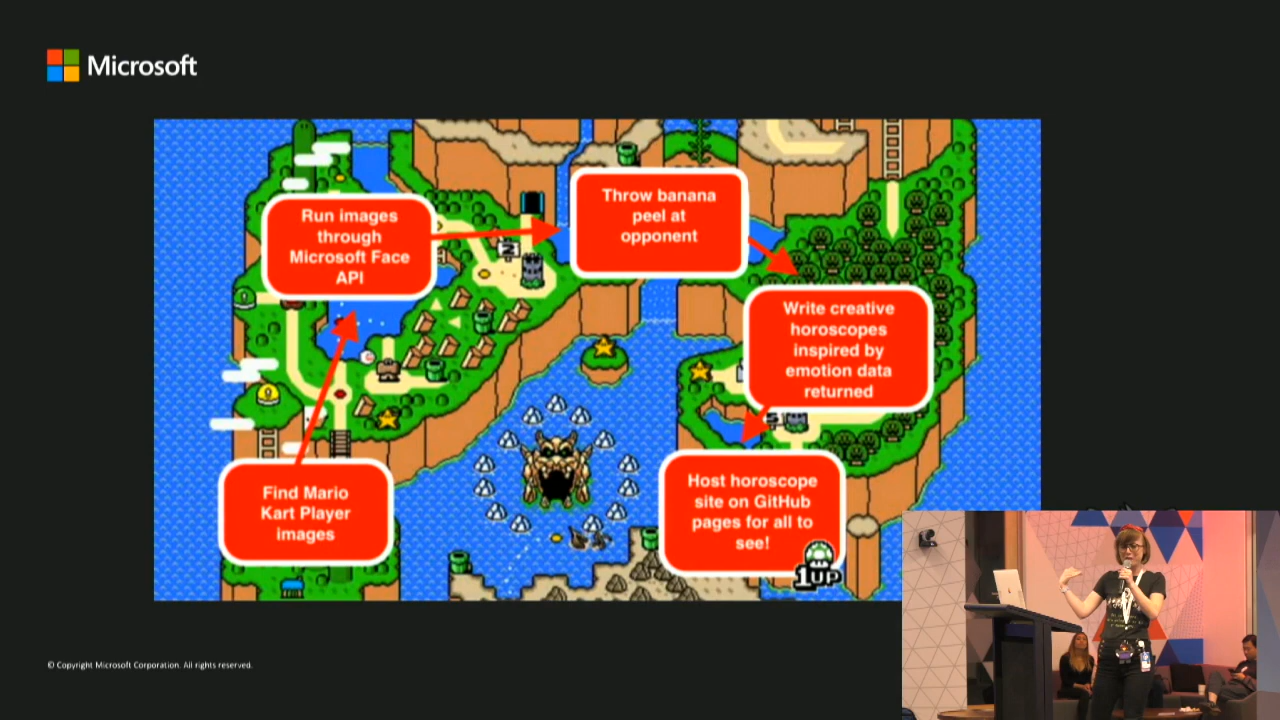 Microsoft
Run images
through
Microsoft Face
API
Throw banana
peel at
opponent
Write creative
horoscopes
inspired by
emotion data
returned
Find Mario
Kart Player
images
Host horoscope
site on GitHub
pages for all to
see!
1UP
2
5
© Copyright Microsoft Corporation. All rights reserved.